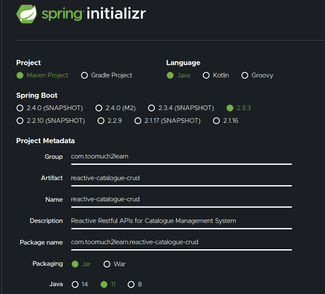 spring initializr
Project Language
Maven Project Gradle Project Java Kotlin Groovy
Spring Boot
2.4.0 (SNAPSHOT) 2.4.0 (M2) 2.3.4 (SNAPSHOT) 2.3.3
2.2.10 (SNAPSHOT) 2.2.9 2.1.17 (SNAPSHOT) 2.1.16
Project Metadata
Group com.toomuch2learn
Artifact reactive-catalogue-crud
Name reactive-catalogue-crud
Description Reactive Restful APIs for Catalogue Management System
Package name com.toomuch2learn.reactive-catalogue-crud
Packaging Jar War
Java 14 11 8